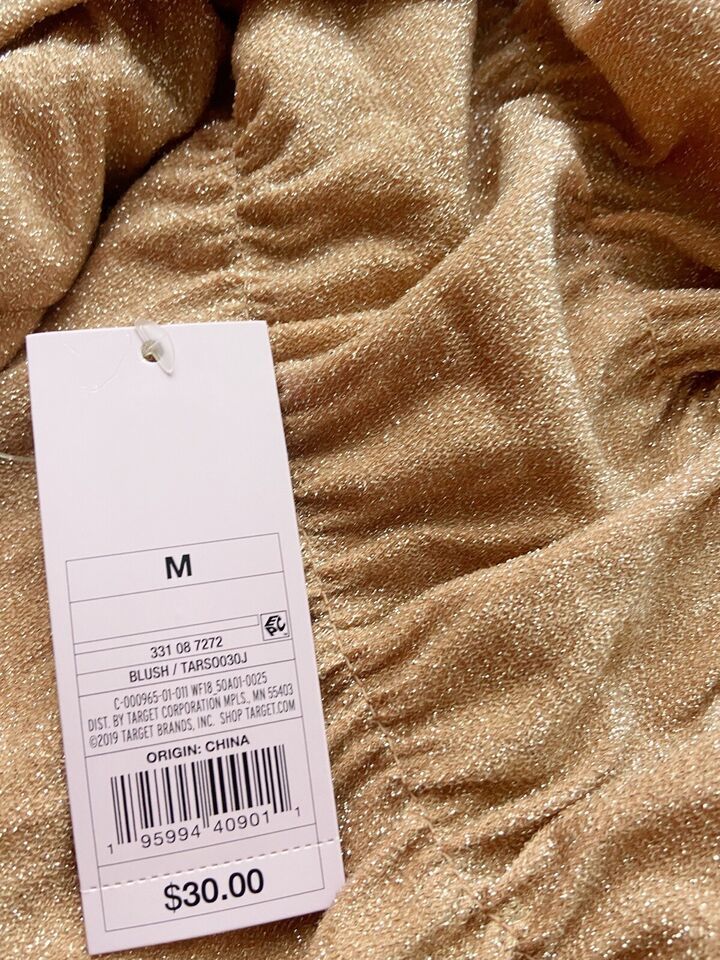 M
331 08 7272
BLUSH / TARS0030J
C-000965-01-011 WF18_50A01-0025
DIST. BY TARGET CORPORATION MPLS., MN 55403
©2019 TARGET BRANDS, INC. SHOP TARGET.COM
ORIGIN: CHINA
1 95994 40901 1
$30.00